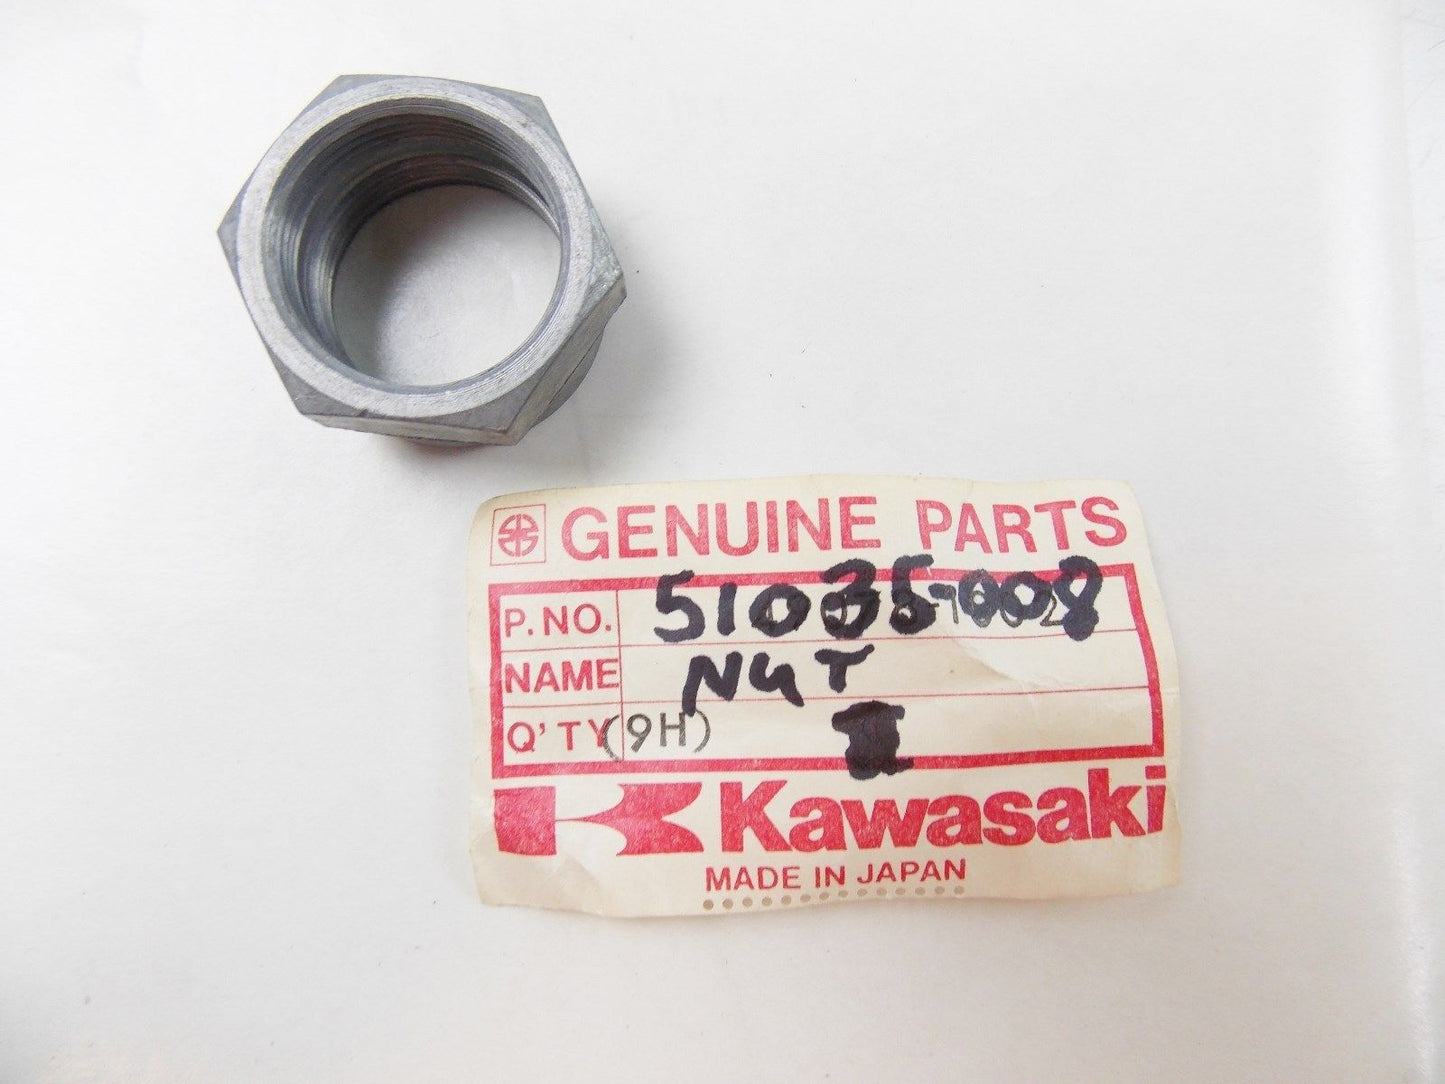 GENUINE PARTS
P. NO. 51035-008
NAME NUT
Q'TY (9H)
Kawasaki
MADE IN JAPAN